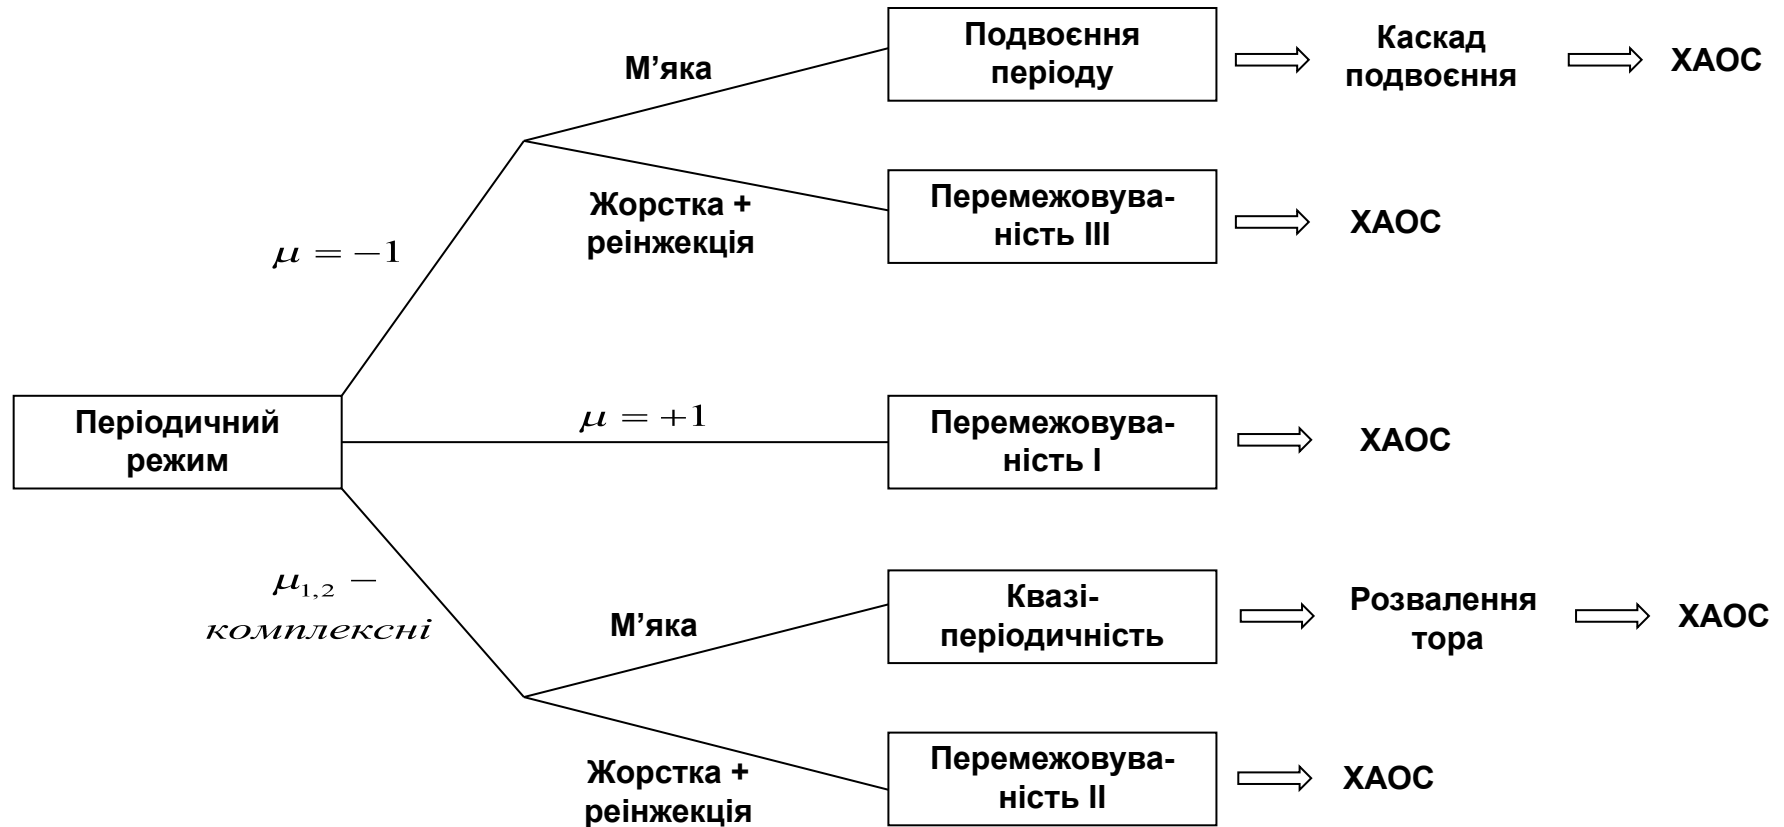 М’яка
Подвоєння
періоду
Каскад
подвоєння
ХАОС
Жорстка +
реінжекція
Перемежовува-
ність III
ХАОС
μ = −1
Періодичний
режим
μ = +1
Перемежовува-
ність I
ХАОС
μ1,2 −
комплексні
М’яка
Квазі-
періодичність
Розвалення
тора
ХАОС
Жорстка +
реінжекція
Перемежовува-
ність II
ХАОС